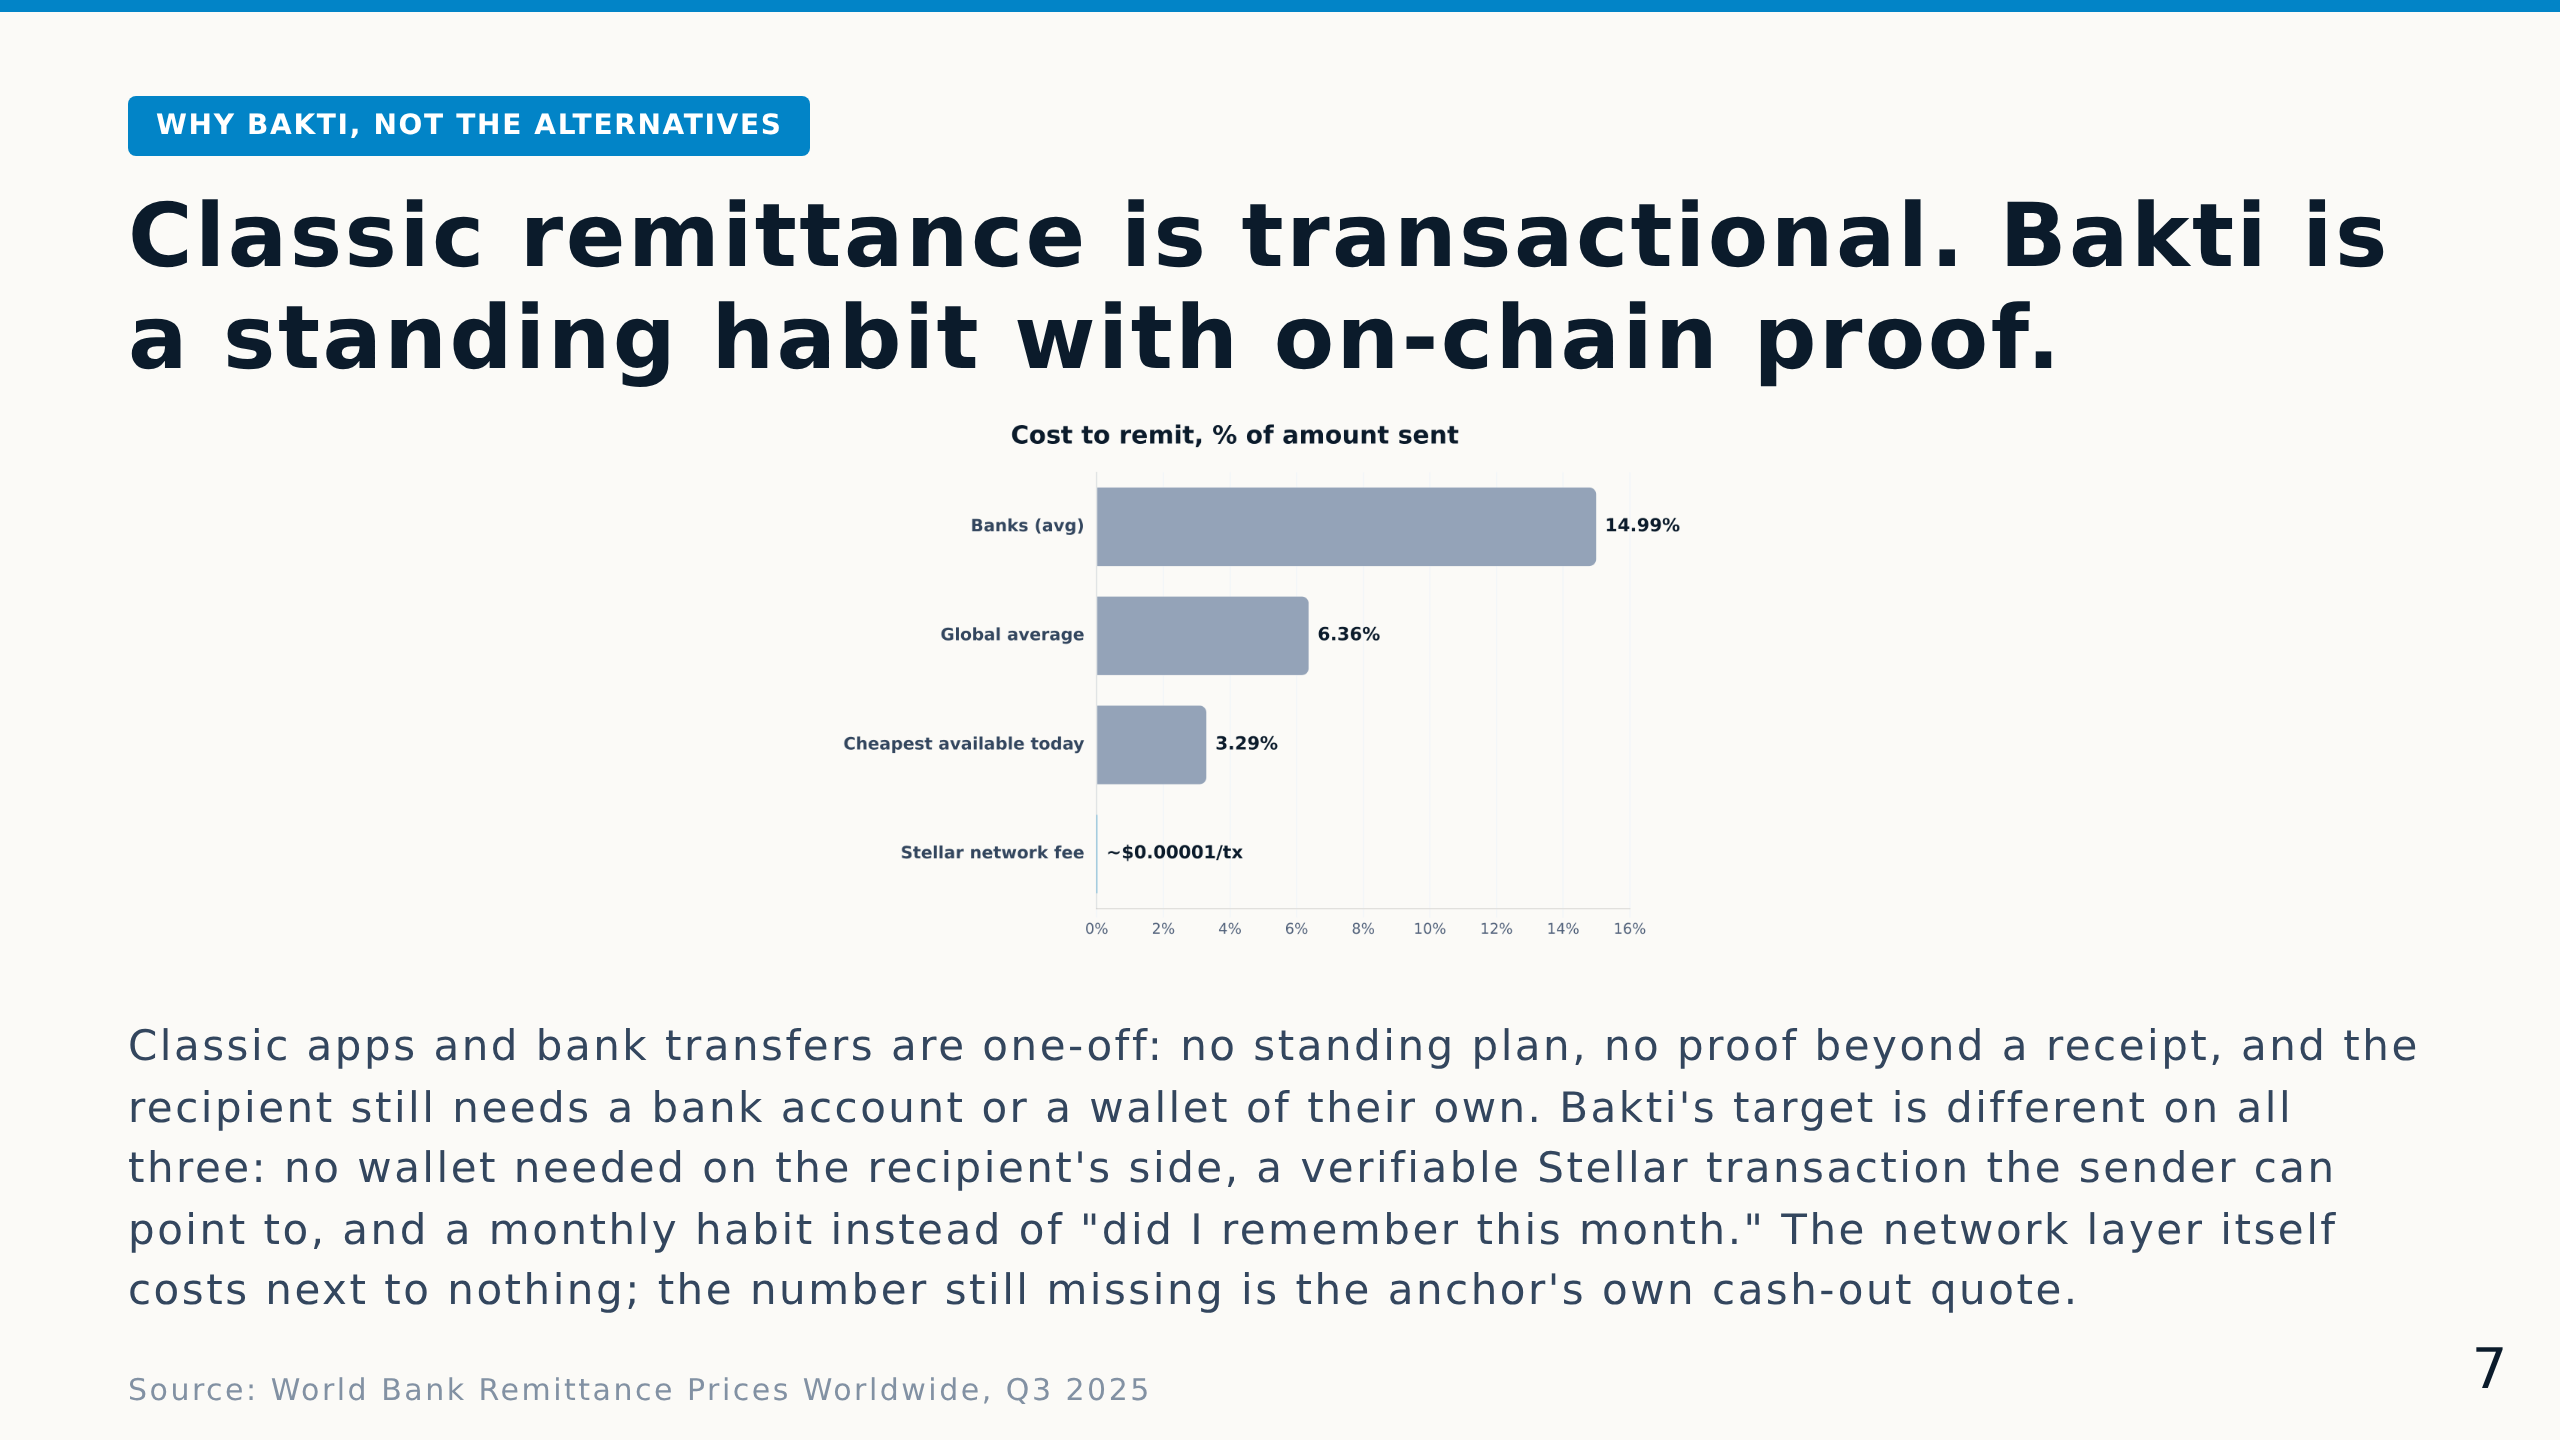 WHY BAKTI, NOT THE ALTERNATIVES
Classic remittance is transactional. Bakti is
a standing habit with on-chain proof.
Cost to remit, % of amount sent
Banks (avg) 14.99%
Global average 6.36%
Cheapest available today 3.29%
Stellar network fee ~$0.00001/tx
0% 2% 4% 6% 8% 10% 12% 14% 16%
Classic apps and bank transfers are one-off: no standing plan, no proof beyond a receipt, and the
recipient still needs a bank account or a wallet of their own. Bakti's target is different on all
three: no wallet needed on the recipient's side, a verifiable Stellar transaction the sender can
point to, and a monthly habit instead of "did I remember this month." The network layer itself
costs next to nothing; the number still missing is the anchor's own cash-out quote.
Source: World Bank Remittance Prices Worldwide, Q3 2025
7